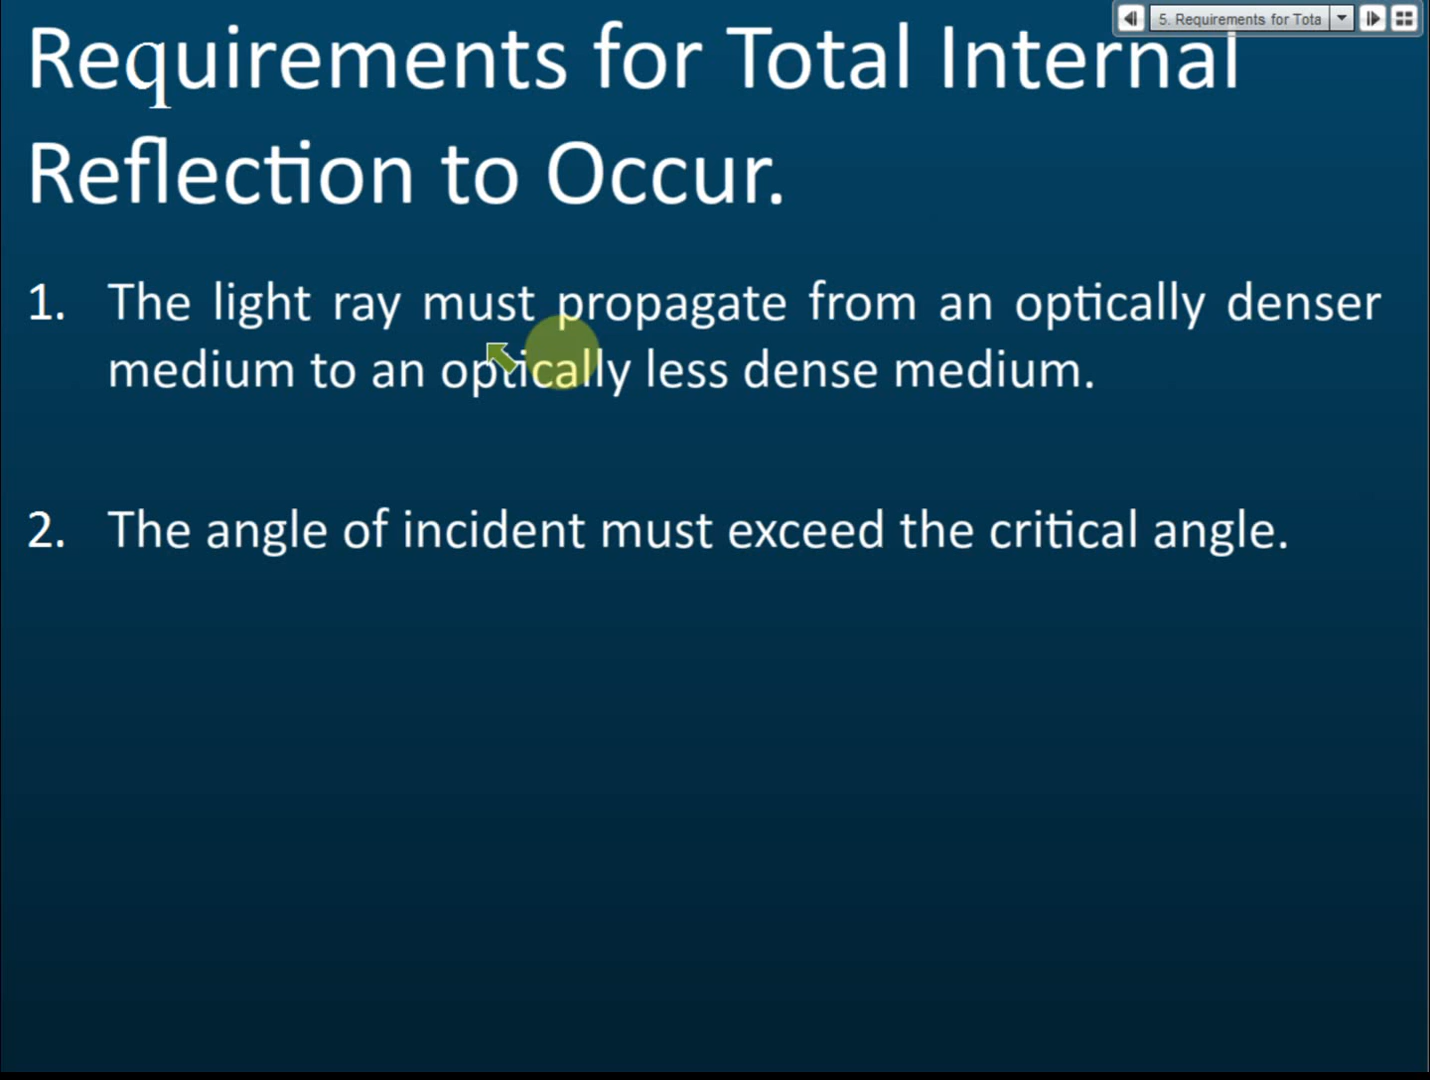 5. Requirements for Tota
Requirements for Total Internal
Reflection to Occur.
1. The light ray must propagate from an optically denser
medium to an optically less dense medium.
2. The angle of incident must exceed the critical angle.